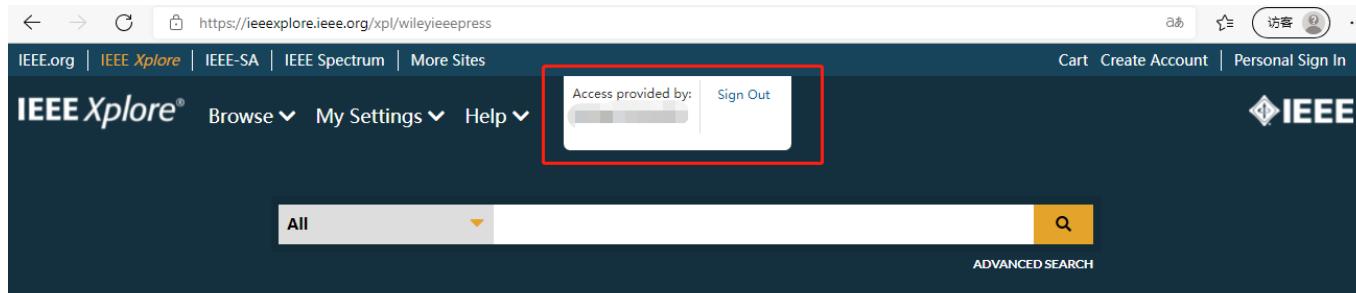 https://ieeexplore.ieee.org/xpl/wileyieeepress
aあ
访客
IEEE.org | IEEE Xplore | IEEE-SA | IEEE Spectrum | More Sites
Cart Create Account | Personal Sign In
IEEE Xplore®
Browse
My Settings
Help
Access provided by:
Sign Out
IEEE
All
ADVANCED SEARCH